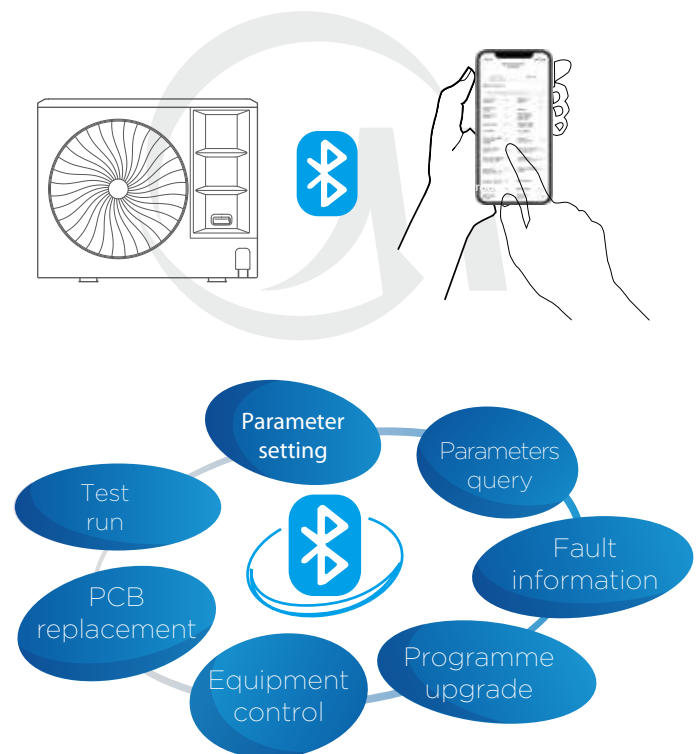 Parameter
setting
Parameters
query
Fault
information
Programme
upgrade
Equipment
control
PCB
replacement
Test
run